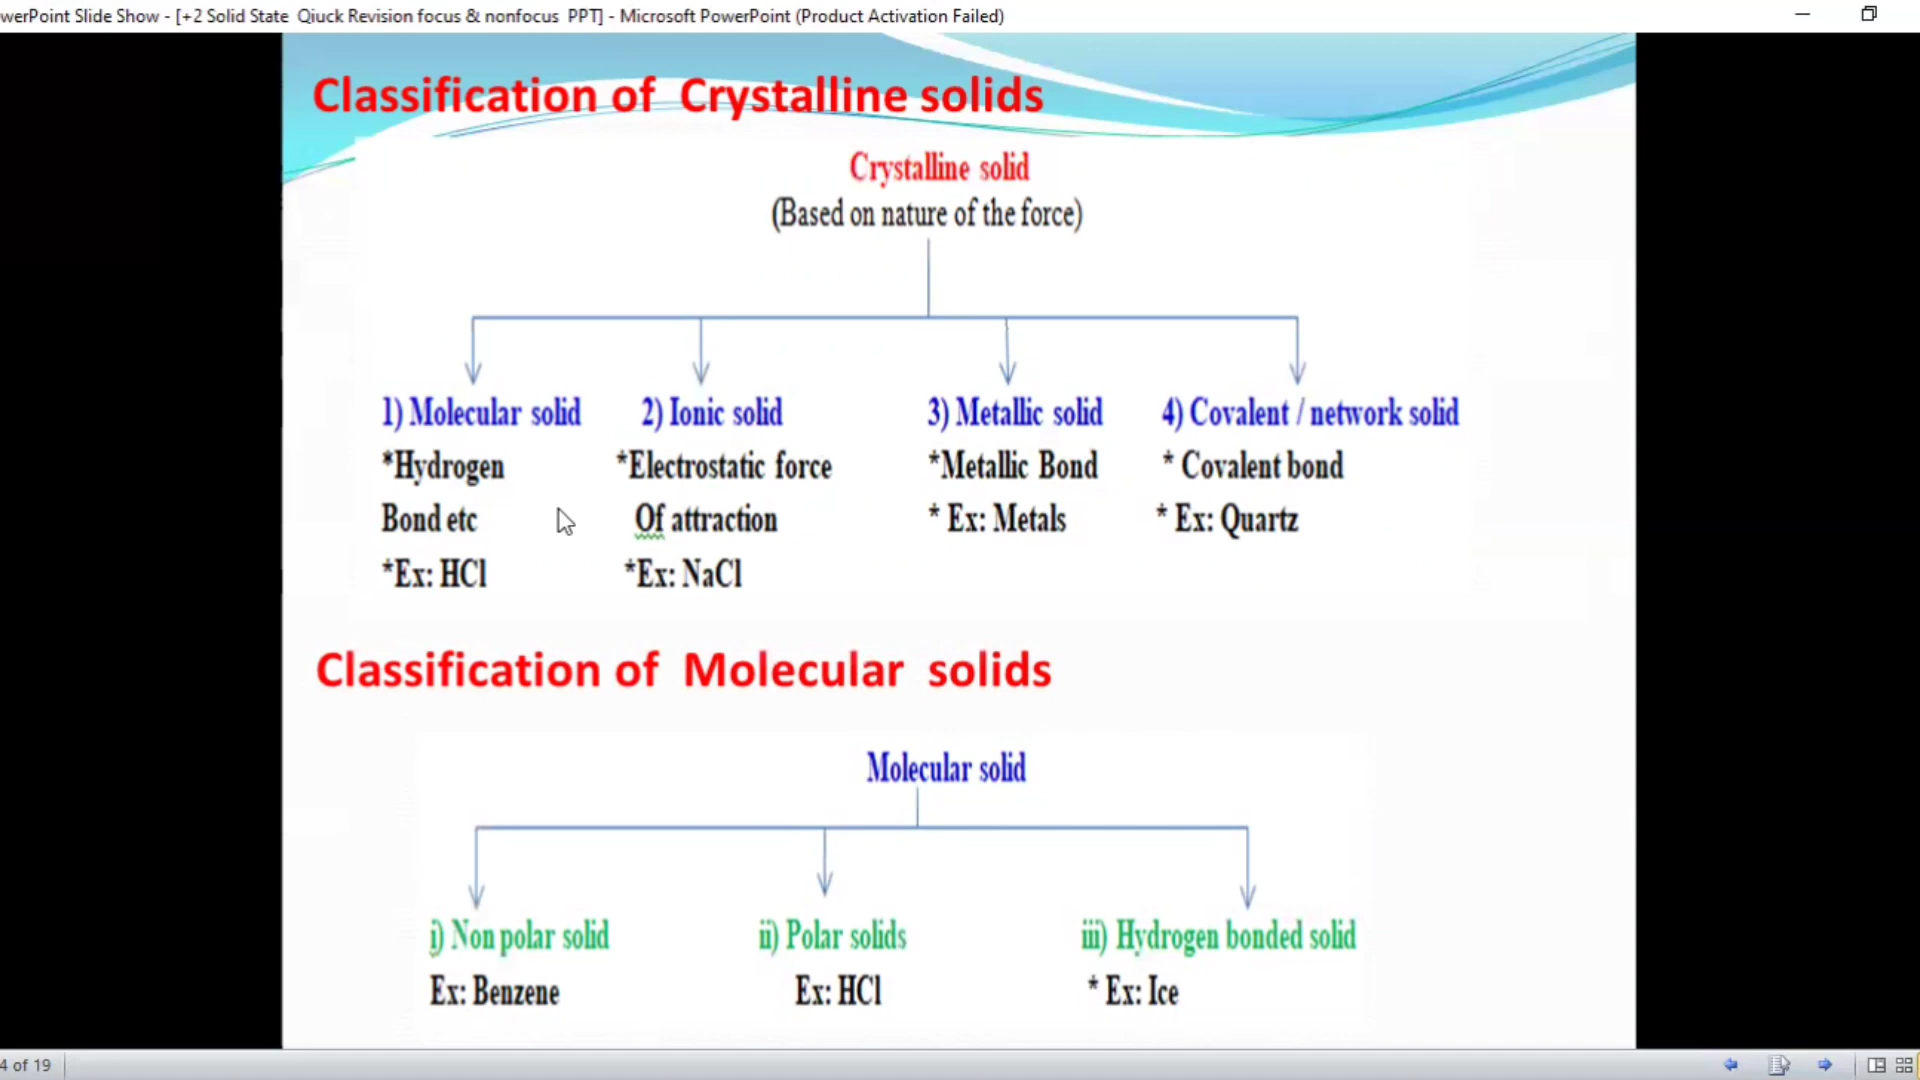 werPoint Slide Show - [+2 Solid State Qiuck Revision focus & nonfocus PPT] - Microsoft PowerPoint (Product Activation Failed)
Classification of Crystalline solids
Crystalline solid
(Based on nature of the force)
1) Molecular solid
*Hydrogen
Bond etc
*Ex: HCl
2) Ionic solid
*Electrostatic force
Of attraction
*Ex: NaCl
3) Metallic solid
*Metallic Bond
* Ex: Metals
4) Covalent / network solid
* Covalent bond
* Ex: Quartz
Classification of Molecular solids
Molecular solid
i) Non polar solid
Ex: Benzene
ii) Polar solids
Ex: HCl
iii) Hydrogen bonded solid
* Ex: Ice
4 of 19